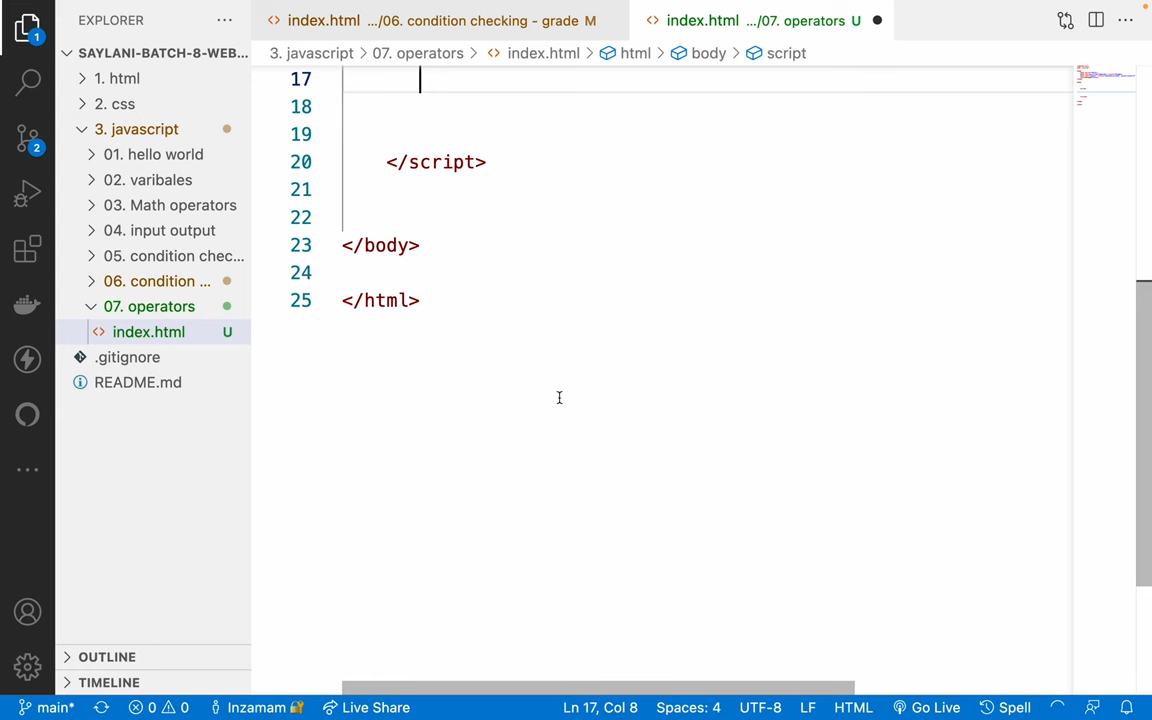 EXPLORER
SAYLANI-BATCH-8-WEB...
1. html
2. css
3. javascript
01. hello world
02. varibales
03. Math operators
04. input output
05. condition chec...
06. condition ...
07. operators
index.html U
.gitignore
README.md
OUTLINE
TIMELINE
1
2
index.html .../06. condition checking - grade M
index.html .../07. operators U
3. javascript > 07. operators > index.html > html > body > script
17
18
19
20 </script>
21
22
23 </body>
24
25 </html>
main* 0 0 Inzamam Live Share Ln 17, Col 8 Spaces: 4 UTF-8 LF HTML Go Live Spell